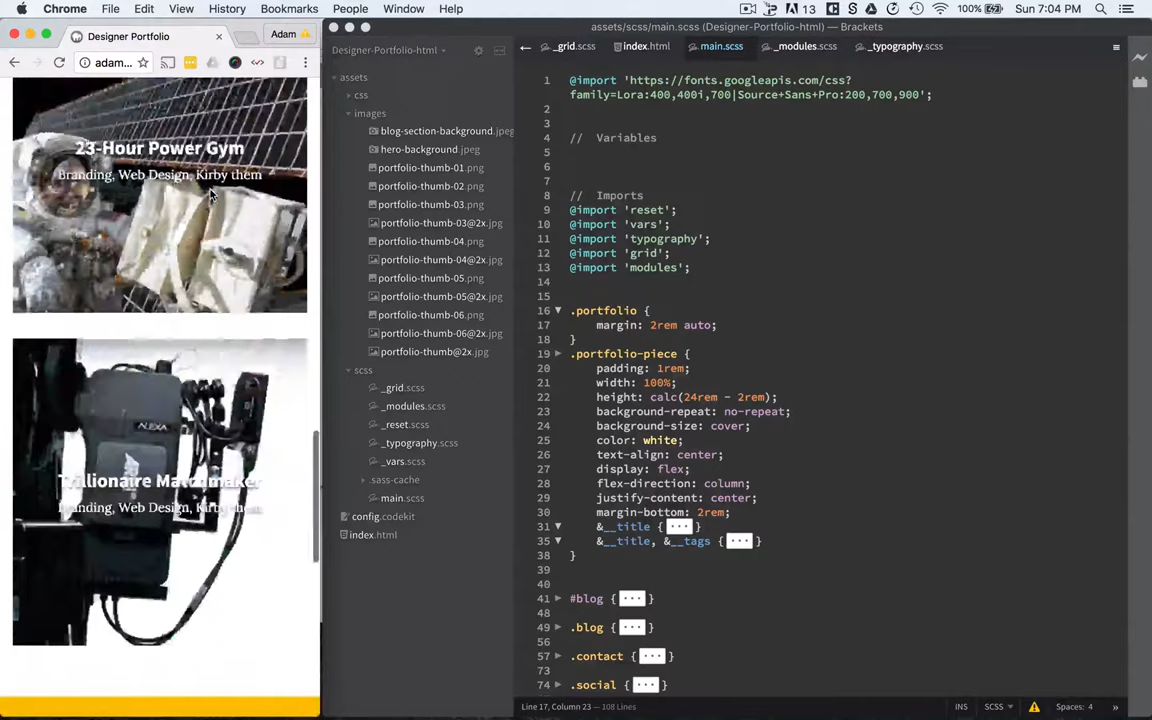 Chrome File Edit View History Bookmarks People Window Help
13 100% Sun 7:04 PM
assets/scss/main.scss (Designer-Portfolio-html) — Brackets
Designer Portfolio
Adam
adam...
23-Hour Power Gym
Branding, Web Design, Kirby them
ALEXA
Trillionaire Matchmaker
Branding, Web Design, Kirby them
Designer-Portfolio-html
assets
css
images
blog-section-background.jpeg
hero-background.jpeg
portfolio-thumb-01.png
portfolio-thumb-02.png
portfolio-thumb-03.png
portfolio-thumb-03@2x.jpg
portfolio-thumb-04.png
portfolio-thumb-04@2x.jpg
portfolio-thumb-05.png
portfolio-thumb-05@2x.jpg
portfolio-thumb-06.png
portfolio-thumb-06@2x.jpg
portfolio-thumb@2x.jpg
scss
_grid.scss
_modules.scss
_reset.scss
_typography.scss
_vars.scss
.sass-cache
main.scss
config.codekit
index.html
_grid.scss index.html main.scss _modules.scss _typography.scss
1 @import 'https://fonts.googleapis.com/css?
family=Lora:400,400i,700|Source+Sans+Pro:200,700,900';
2
3
4 // Variables
5
6
7
8 // Imports
9 @import 'reset';
10 @import 'vars';
11 @import 'typography';
12 @import 'grid';
13 @import 'modules';
14
15
16 .portfolio {
17 margin: 2rem auto;
18 }
19 .portfolio-piece {
20 padding: 1rem;
21 width: 100%;
22 height: calc(24rem - 2rem);
23 background-repeat: no-repeat;
24 background-size: cover;
25 color: white;
26 text-align: center;
27 display: flex;
28 flex-direction: column;
29 justify-content: center;
30 margin-bottom: 2rem;
31 &__title { ... }
35 &__title, &__tags { ... }
38 }
39
40
41 #blog { ... }
48
49 .blog { ... }
56
57 .contact { ... }
73
74 .social { ... }
Line 17, Column 23 — 108 Lines
INS SCSS Spaces: 4